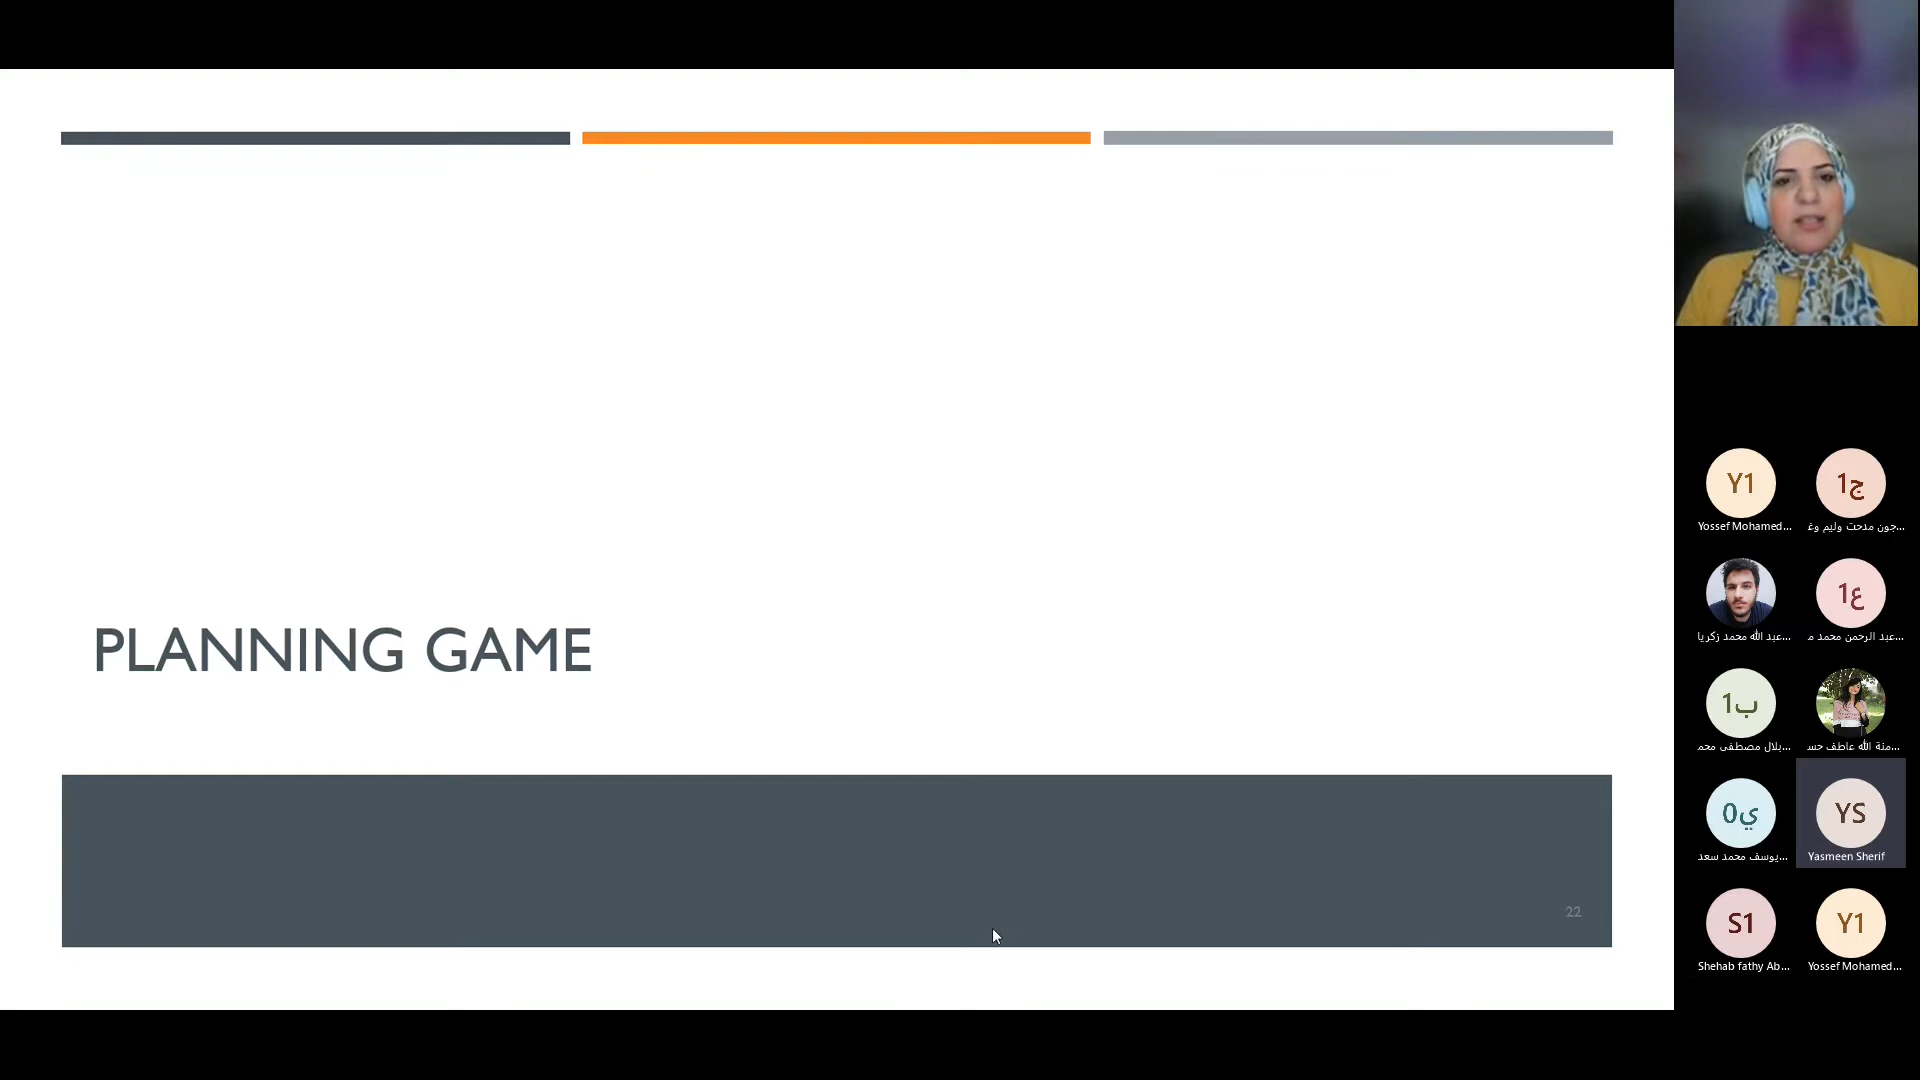 PLANNING GAME
22
Y1
ج1
Yossef Mohamed...
جون مدحت وليم وغ...
ع1
عبد الله محمد زكريا...
عبد الرحمن محمد م...
ب1
بلال مصطفى محم...
منة الله عاطف حس...
ي0
YS
يوسف محمد سعد...
Yasmeen Sherif
S1
Y1
Shehab fathy Ab...
Yossef Mohamed...